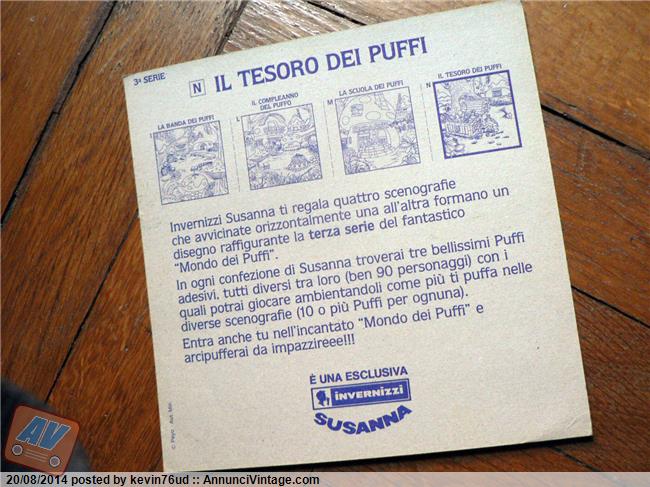 3ª SERIE
N IL TESORO DEI PUFFI
I LA BANDA DEI PUFFI
L IL COMPLEANNO
DEL PUFFO
M LA SCUOLA DEI PUFFI
N IL TESORO DEI PUFFI
Invernizzi Susanna ti regala quattro scenografie
che avvicinate orizzontalmente una all'altra formano un
disegno raffigurante la terza serie del fantastico
"Mondo dei Puffi".
In ogni confezione di Susanna troverai tre bellissimi Puffi
adesivi, tutti diversi tra loro (ben 90 personaggi) con i
quali potrai giocare ambientandoli come più ti puffa nelle
diverse scenografie (10 o più Puffi per ognuna).
Entra anche tu nell'incantato "Mondo dei Puffi" e
arcipufferai da impazzireee!!!
È UNA ESCLUSIVA
INVERNIZZI
SUSANNA
© Peyo - Aut. Min.
AV
20/08/2014 posted by kevin76ud :: AnnunciVintage.com